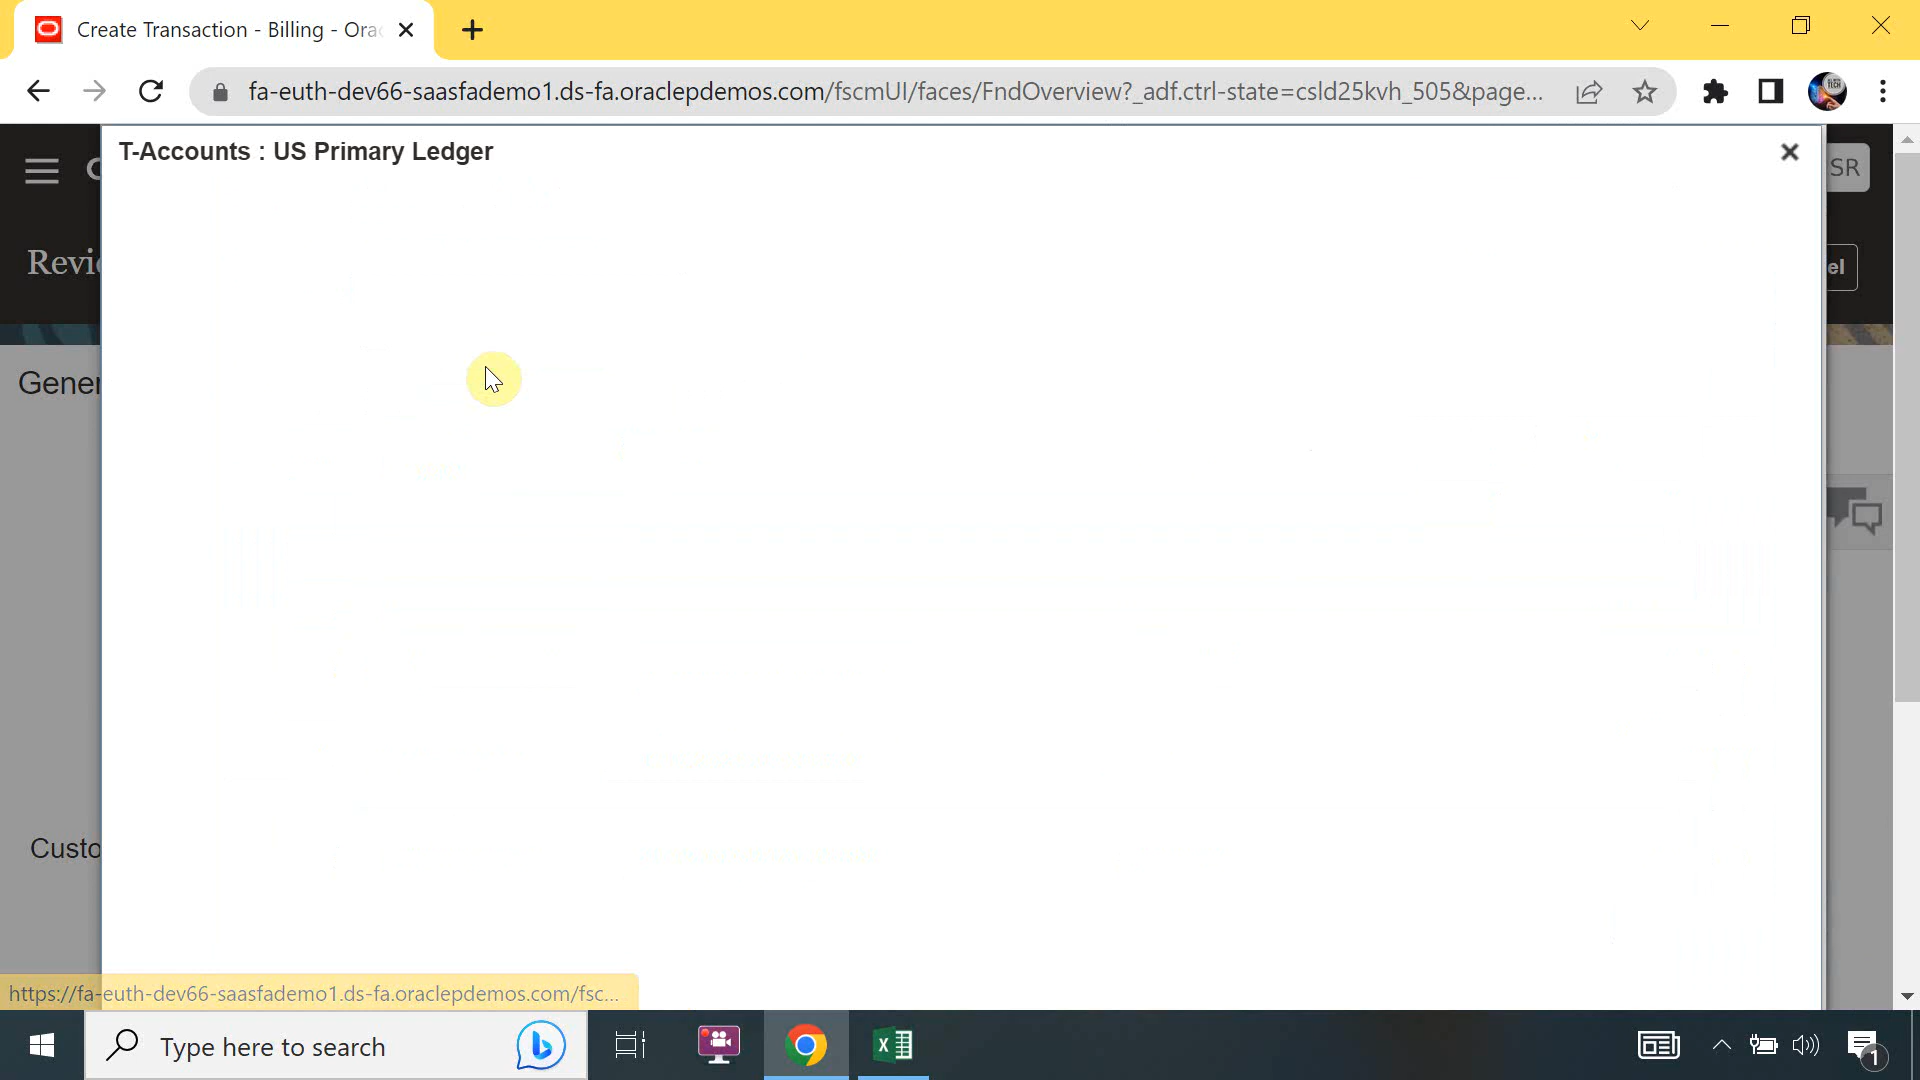 Create Transaction - Billing - Ora
fa-euth-dev66-saasfademo1.ds-fa.oraclepdemos.com/fscmUI/faces/FndOverview?_adf.ctrl-state=csld25kvh_505&page...
T-Accounts : US Primary Ledger
SR
Revie
el
Gener
Custo
https://fa-euth-dev66-saasfademo1.ds-fa.oraclepdemos.com/fsc...
Type here to search
1